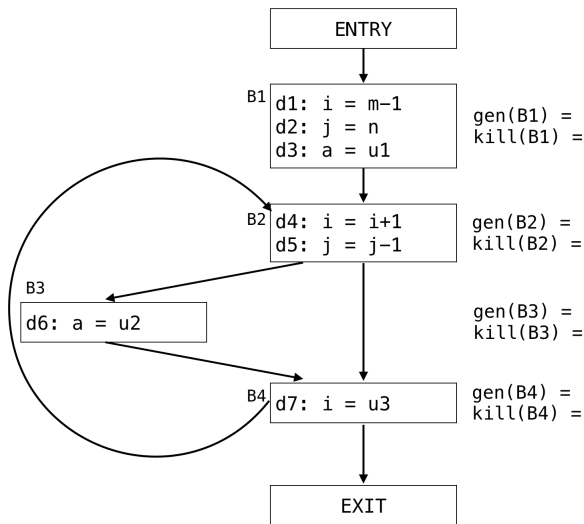 ENTRY
B1
d1: i = m-1
d2: j = n
d3: a = u1
gen(B1) =
kill(B1) =
B2
d4: i = i+1
d5: j = j-1
gen(B2) =
kill(B2) =
B3
d6: a = u2
gen(B3) =
kill(B3) =
B4
d7: i = u3
gen(B4) =
kill(B4) =
EXIT